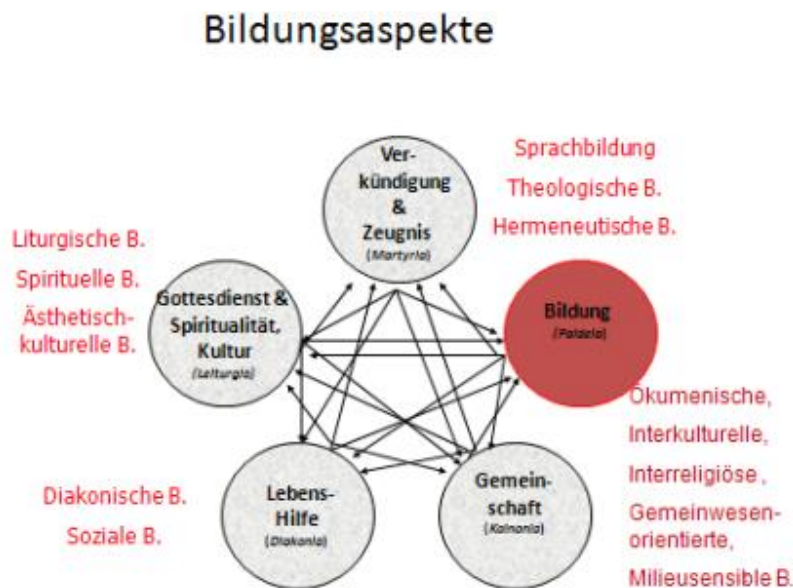 Bildungsaspekte
Ver-
kündigung
&
Zeugnis
(Martyria)
Sprachbildung
Theologische B.
Hermeneutische B.
Liturgische B.
Spirituelle B.
Ästhetisch-
kulturelle B.
Gottesdienst &
Spiritualität,
Kultur
(Leiturgia)
Bildung
(Paideia)
Ökumenische,
Interkulturelle,
Interreligiöse ,
Gemeinwesen-
orientierte,
Milieusensible B.
Diakonische B.
Soziale B.
Lebens-
Hilfe
(Diakonia)
Gemein-
schaft
(Koinonia)